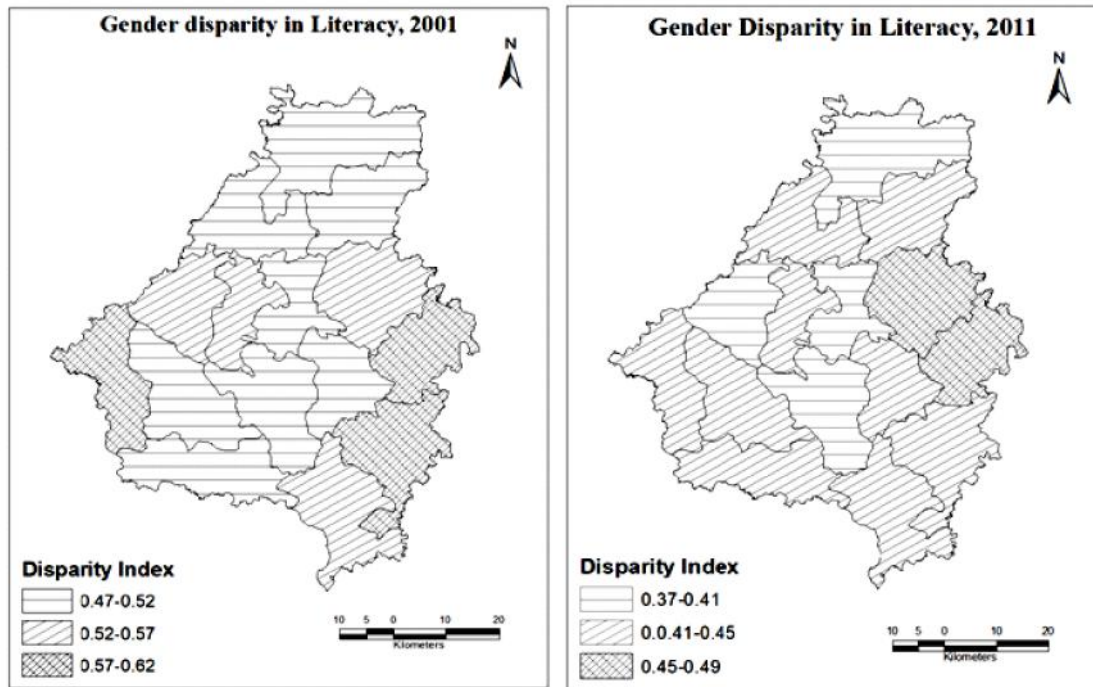 Gender disparity in Literacy, 2001
N
Disparity Index
0.47-0.52
0.52-0.57
0.57-0.62
10 5 0 10 20
Kilometers
Gender Disparity in Literacy, 2011
N
Disparity Index
0.37-0.41
0.0.41-0.45
0.45-0.49
10 5 0 10 20
Kilometers